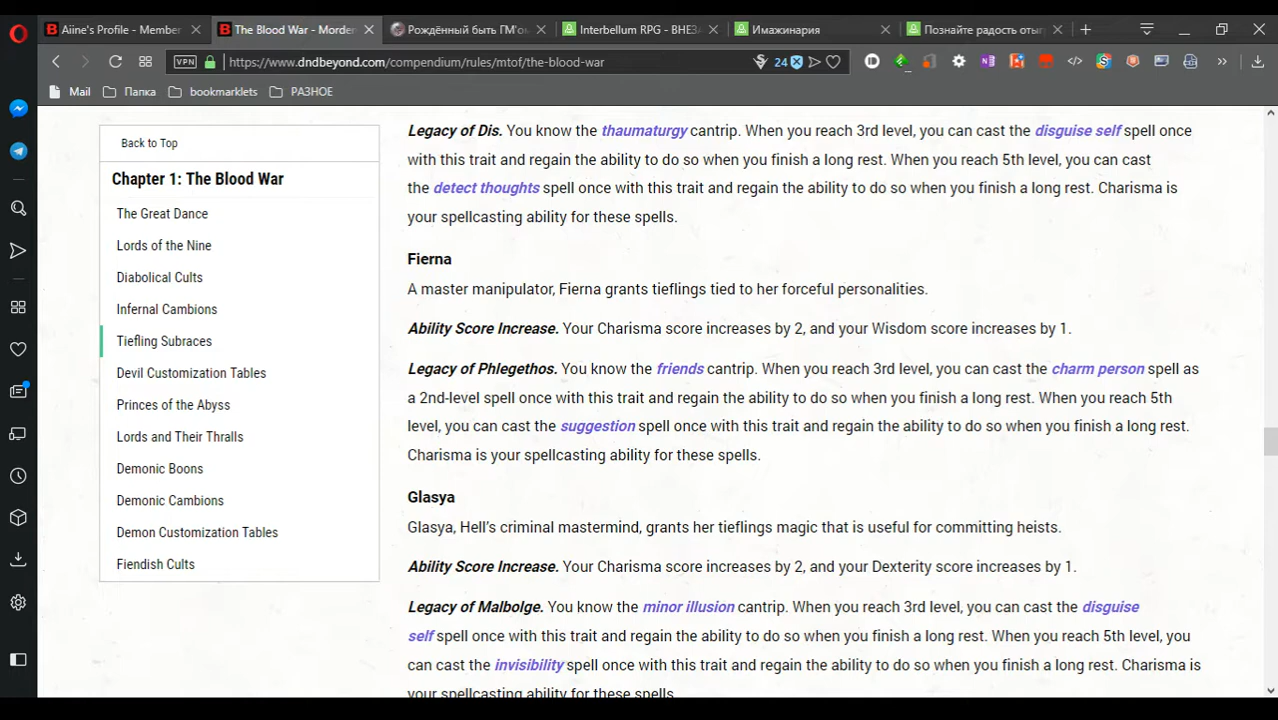 Aiine's Profile - Member
The Blood War - Morden
Рождённый быть ГМ'ом
Interbellum RPG - ВНЕЗ
Имажинария
Познайте радость отыг
VPN
https://www.dndbeyond.com/compendium/rules/mtof/the-blood-war
24
Mail
Папка
bookmarklets
РАЗНОЕ
Back to Top
Chapter 1: The Blood War
The Great Dance
Lords of the Nine
Diabolical Cults
Infernal Cambions
Tiefling Subraces
Devil Customization Tables
Princes of the Abyss
Lords and Their Thralls
Demonic Boons
Demonic Cambions
Demon Customization Tables
Fiendish Cults
Legacy of Dis. You know the thaumaturgy cantrip. When you reach 3rd level, you can cast the disguise self spell once
with this trait and regain the ability to do so when you finish a long rest. When you reach 5th level, you can cast
the detect thoughts spell once with this trait and regain the ability to do so when you finish a long rest. Charisma is
your spellcasting ability for these spells.
Fierna
A master manipulator, Fierna grants tieflings tied to her forceful personalities.
Ability Score Increase. Your Charisma score increases by 2, and your Wisdom score increases by 1.
Legacy of Phlegethos. You know the friends cantrip. When you reach 3rd level, you can cast the charm person spell as
a 2nd-level spell once with this trait and regain the ability to do so when you finish a long rest. When you reach 5th
level, you can cast the suggestion spell once with this trait and regain the ability to do so when you finish a long rest.
Charisma is your spellcasting ability for these spells.
Glasya
Glasya, Hell's criminal mastermind, grants her tieflings magic that is useful for committing heists.
Ability Score Increase. Your Charisma score increases by 2, and your Dexterity score increases by 1.
Legacy of Malbolge. You know the minor illusion cantrip. When you reach 3rd level, you can cast the disguise
self spell once with this trait and regain the ability to do so when you finish a long rest. When you reach 5th level, you
can cast the invisibility spell once with this trait and regain the ability to do so when you finish a long rest. Charisma is
your spellcasting ability for these spells.